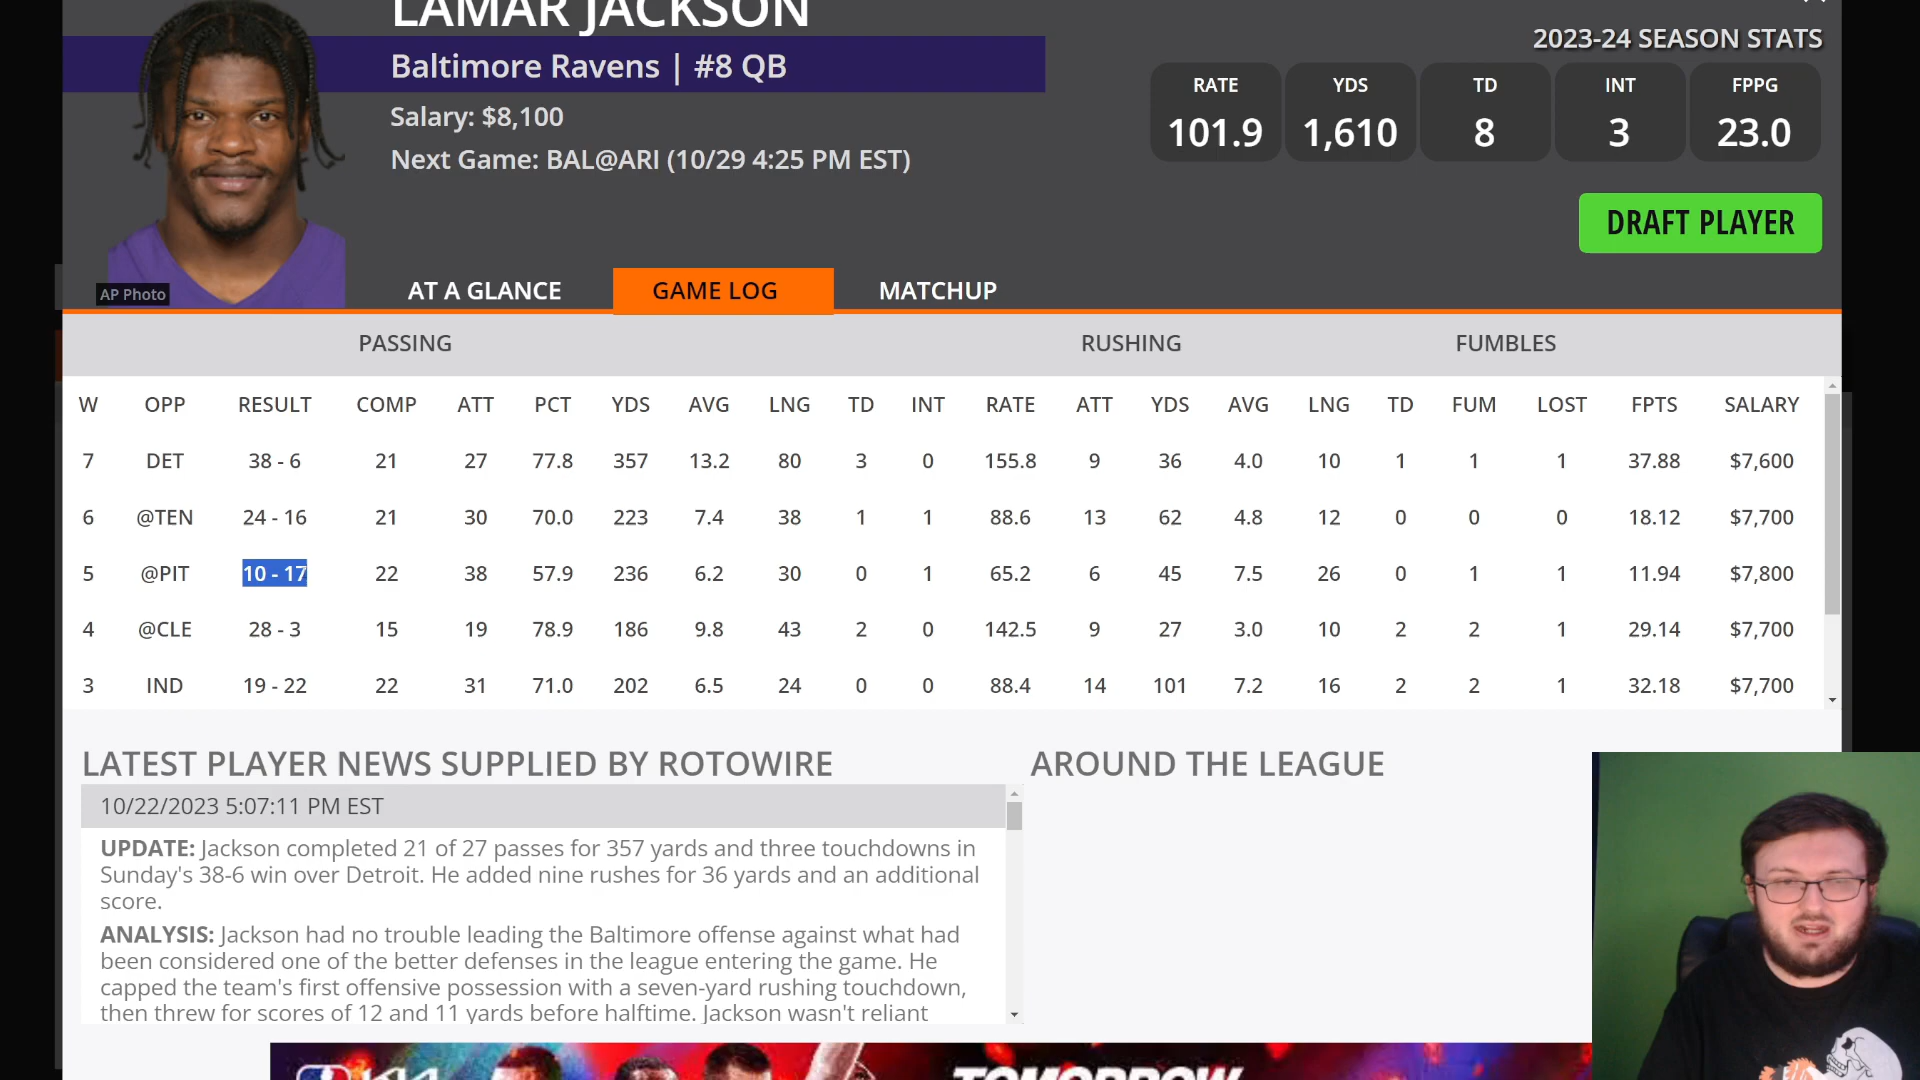 LAMAR JACKSON
Baltimore Ravens | #8 QB
Salary: $8,100
Next Game: BAL@ARI (10/29 4:25 PM EST)
2023-24 SEASON STATS
RATE YDS TD INT FPPG
101.9 1,610 8 3 23.0
DRAFT PLAYER
AP Photo
AT A GLANCE GAME LOG MATCHUP
PASSING RUSHING FUMBLES
W OPP RESULT COMP ATT PCT YDS AVG LNG TD INT RATE ATT YDS AVG LNG TD FUM LOST FPTS SALARY
7 DET 38 - 6 21 27 77.8 357 13.2 80 3 0 155.8 9 36 4.0 10 1 1 1 37.88 $7,600
6 @TEN 24 - 16 21 30 70.0 223 7.4 38 1 1 88.6 13 62 4.8 12 0 0 0 18.12 $7,700
5 @PIT 10 - 17 22 38 57.9 236 6.2 30 0 1 65.2 6 45 7.5 26 0 1 1 11.94 $7,800
4 @CLE 28 - 3 15 19 78.9 186 9.8 43 2 0 142.5 9 27 3.0 10 2 2 1 29.14 $7,700
3 IND 19 - 22 22 31 71.0 202 6.5 24 0 0 88.4 14 101 7.2 16 2 2 1 32.18 $7,700
LATEST PLAYER NEWS SUPPLIED BY ROTOWIRE
AROUND THE LEAGUE
10/22/2023 5:07:11 PM EST
UPDATE: Jackson completed 21 of 27 passes for 357 yards and three touchdowns in
Sunday's 38-6 win over Detroit. He added nine rushes for 36 yards and an additional
score.
ANALYSIS: Jackson had no trouble leading the Baltimore offense against what had
been considered one of the better defenses in the league entering the game. He
capped the team's first offensive possession with a seven-yard rushing touchdown,
then threw for scores of 12 and 11 yards before halftime. Jackson wasn't reliant
TOMORROW